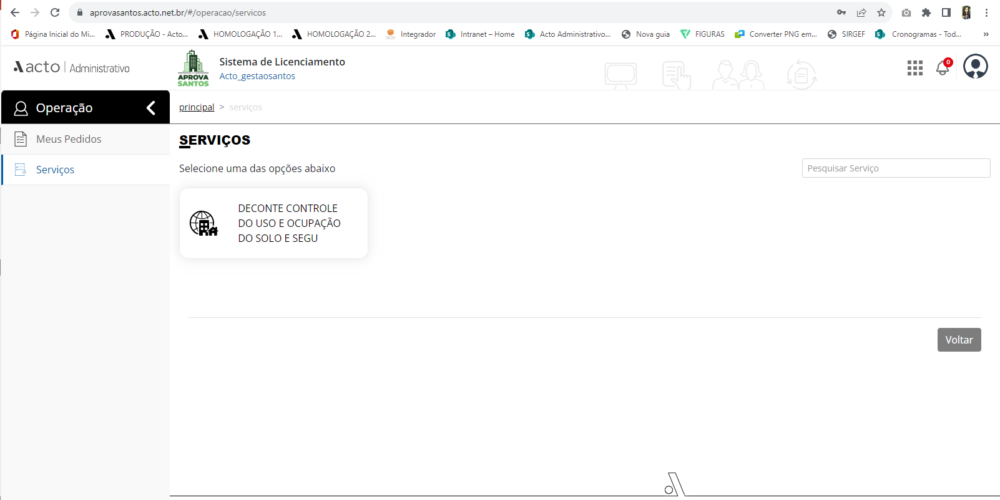 aprovasantos.acto.net.br/#/operacao/servicos
Página Inicial do Mi...
PRODUÇÃO - Acto...
HOMOLOGAÇÃO 1...
HOMOLOGAÇÃO 2...
Integrador
Intranet – Home
Acto Administrativo...
Nova guia
FIGURAS
Converter PNG em...
SIRGEF
Cronogramas - Tod...
»
acto | Administrativo
APROVA
SANTOS
Sistema de Licenciamento
Acto_gestaosantos
0
Operação
principal > serviços
Meus Pedidos
Serviços
SERVIÇOS
Selecione uma das opções abaixo
Pesquisar Serviço
DECONTE CONTROLE
DO USO E OCUPAÇÃO
DO SOLO E SEGU
Voltar